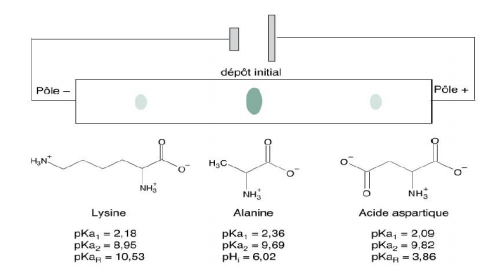 dépôt initial
Pôle –
Pôle +
H₃N⁺
O
O⁻
NH₃⁺
H₃C
O
O⁻
NH₃⁺
O⁻
O
O
O⁻
NH₃⁺
Lysine
Alanine
Acide aspartique
pKa₁ = 2,18
pKa₁ = 2,36
pKa₁ = 2,09
pKa₂ = 8,95
pKa₂ = 9,69
pKa₂ = 9,82
pKaR = 10,53
pHᵢ = 6,02
pKaR = 3,86